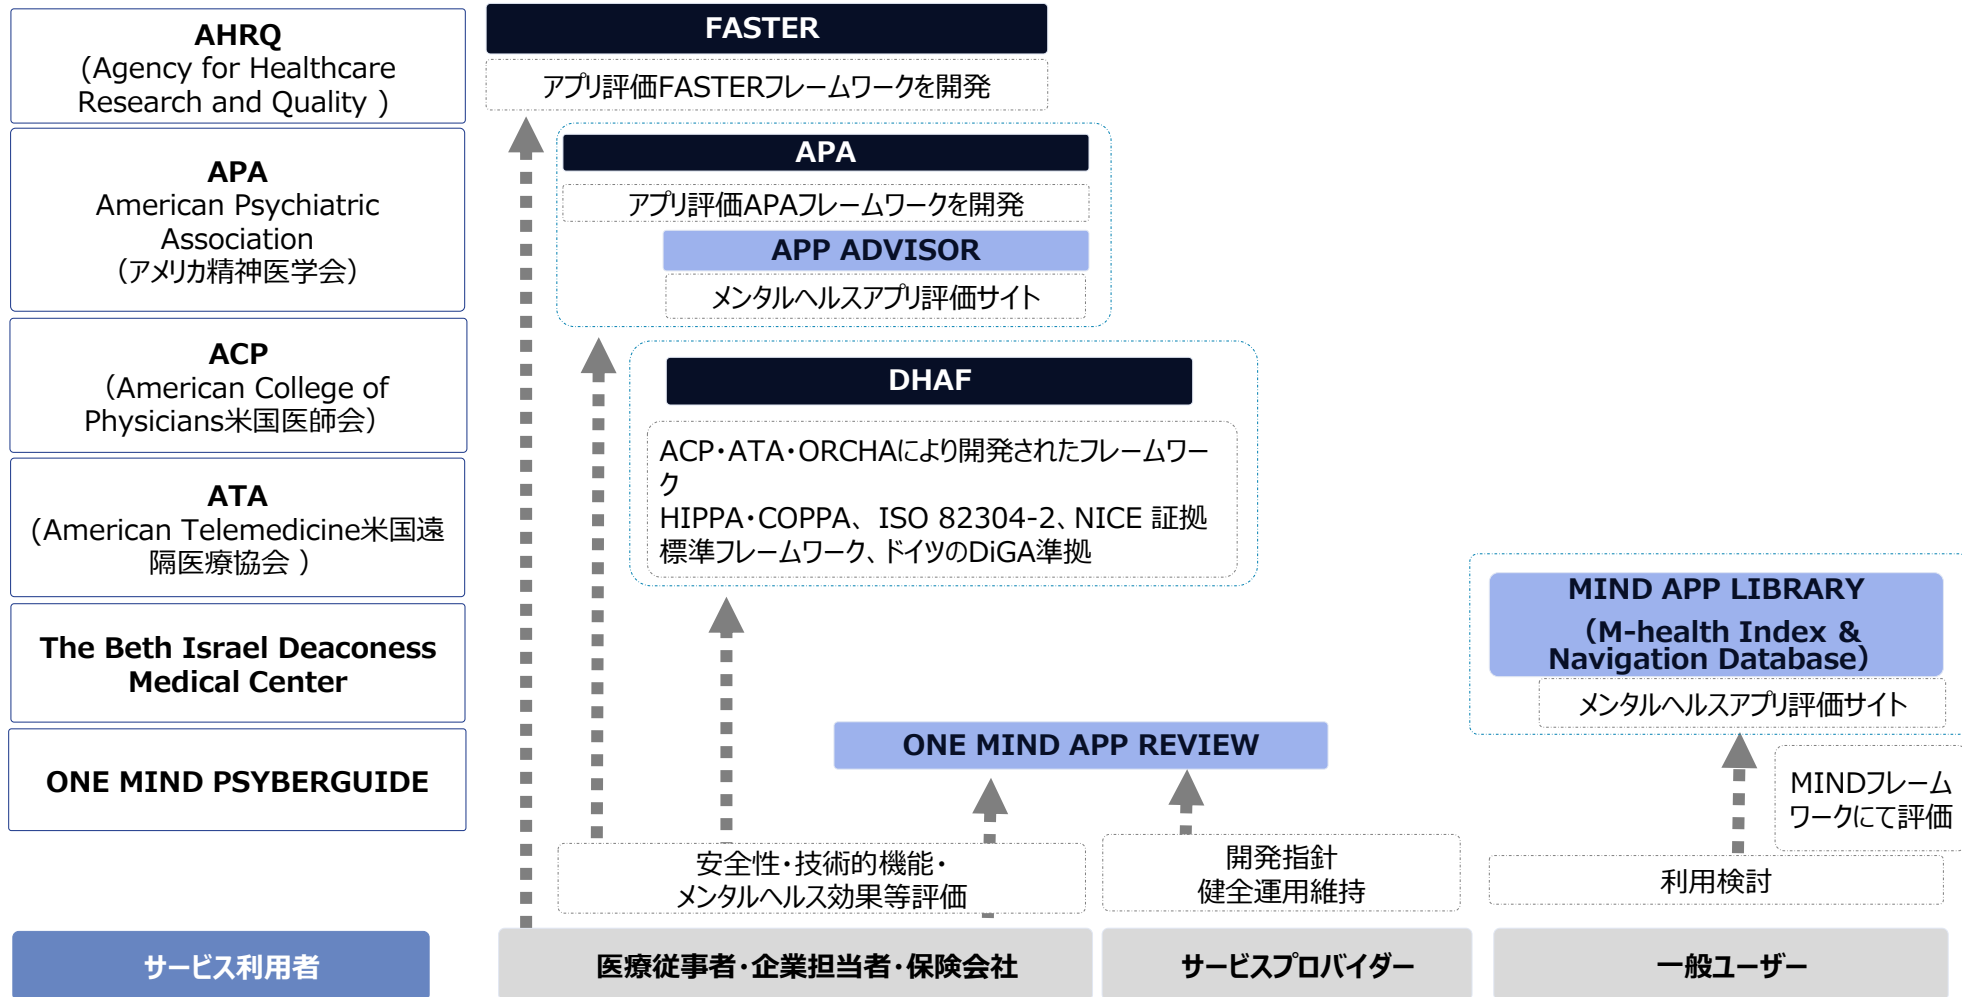 AHRQ
(Agency for Healthcare
Research and Quality )
APA
American Psychiatric
Association
（アメリカ精神医学会）
ACP
（American College of
Physicians米国医師会）
ATA
(American Telemedicine米国遠
隔医療協会 ）
The Beth Israel Deaconess
Medical Center
ONE MIND PSYBERGUIDE
サービス利用者
FASTER
アプリ評価FASTERフレームワークを開発
APA
アプリ評価APAフレームワークを開発
APP ADVISOR
メンタルヘルスアプリ評価サイト
DHAF
ACP・ATA・ORCHAにより開発されたフレームワー
ク
HIPPA・COPPA、ISO 82304-2、NICE 証拠
標準フレームワーク、ドイツのDiGA準拠
ONE MIND APP REVIEW
MIND APP LIBRARY
（M-health Index &
Navigation Database）
メンタルヘルスアプリ評価サイト
MINDフレーム
ワークにて評価
安全性・技術的機能・
メンタルヘルス効果等評価
開発指針
健全運用維持
利用検討
医療従事者・企業担当者・保険会社
サービスプロバイダー
一般ユーザー